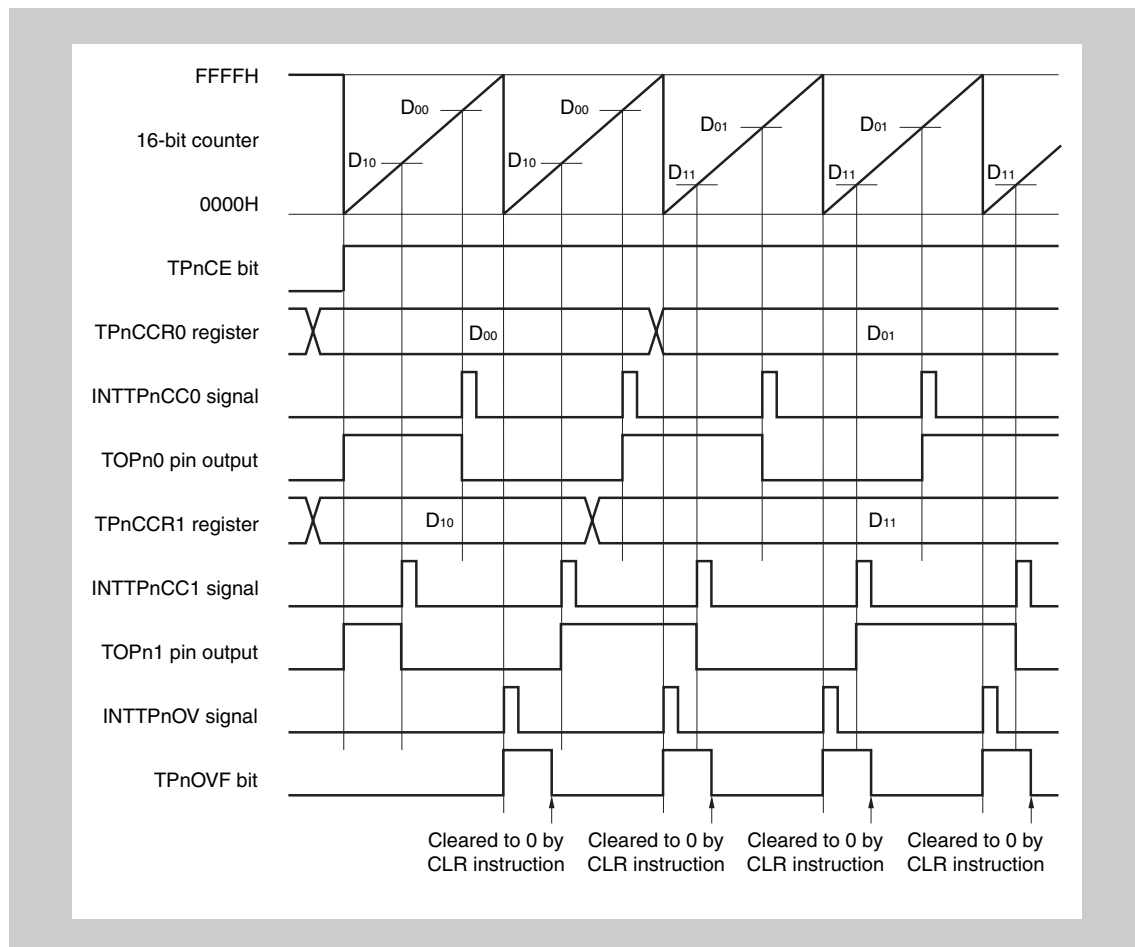 FFFFH
D00
D00
D01
D01
16-bit counter
D10
D10
D11
D11
D11
0000H
TPnCE bit
TPnCCR0 register
D00
D01
INTTPnCC0 signal
TOPn0 pin output
TPnCCR1 register
D10
D11
INTTPnCC1 signal
TOPn1 pin output
INTTPnOV signal
TPnOVF bit
Cleared to 0 by
CLR instruction
Cleared to 0 by
CLR instruction
Cleared to 0 by
CLR instruction
Cleared to 0 by
CLR instruction